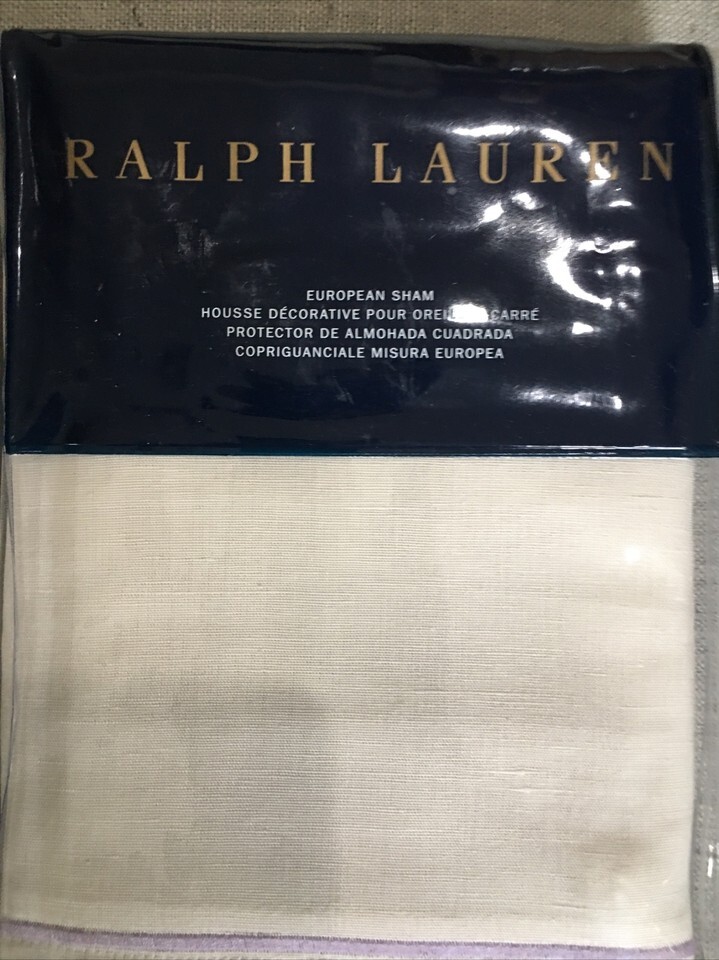 RALPH LAUREN
EUROPEAN SHAM
HOUSSE DÉCORATIVE POUR CARRÉ
PROTECTOR DE ALMOHADA CUADRADA
COPRIGUANCIALE MISURA EUROPEA